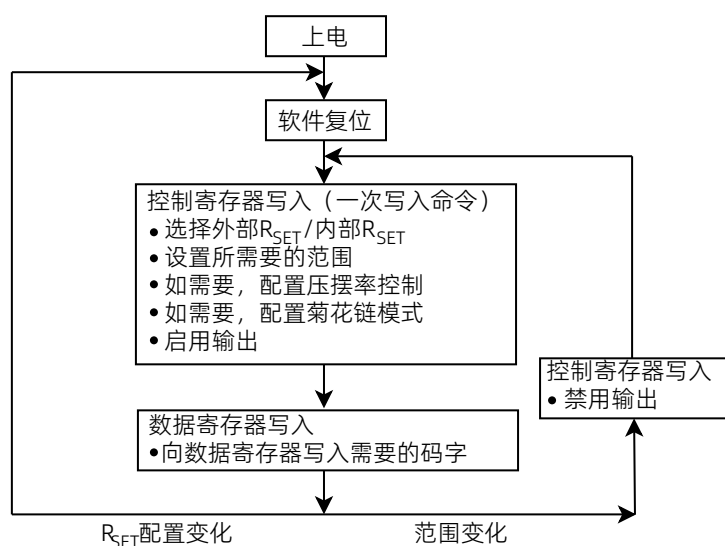 上电
软件复位
控制寄存器写入（一次写入命令）
●选择外部RSET/内部RSET
●设置所需要的范围
●如需要，配置压摆率控制
●如需要，配置菊花链模式
●启用输出
控制寄存器写入
● 禁用输出
数据寄存器写入
●向数据寄存器写入需要的码字
RSET配置变化
范围变化